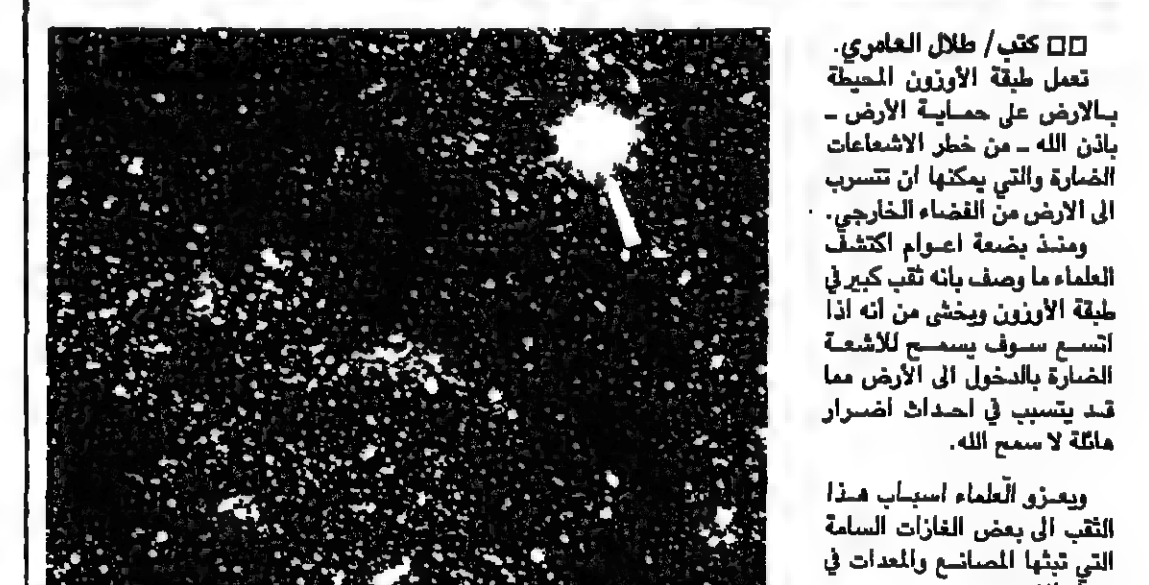 □□ كتب/ طلال العامري.
تعمل طبقة الأوزون المحيطة
بالارض على حماية الأرض ــ
باذن الله ــ من خطر الاشعاعات
الضارة والتي يمكنها ان تتسرب
الى الارض من الفضاء الخارجي.
ومنذ بضعة اعوام اكتشف
العلماء ما وصف بانه ثقب كبير في
طبقة الأوزون ويخشى من أنه اذا
اتسع سوف يسمح للأشعة
الضارة بالدخول الى الأرض مما
قد يتسبب في احداث اضرار
هائلة لا سمح الله.
ويعزو العلماء اسباب هذا
الثقب الى بعض الغازات السامة
التي تبثها المصانع والمعدات في